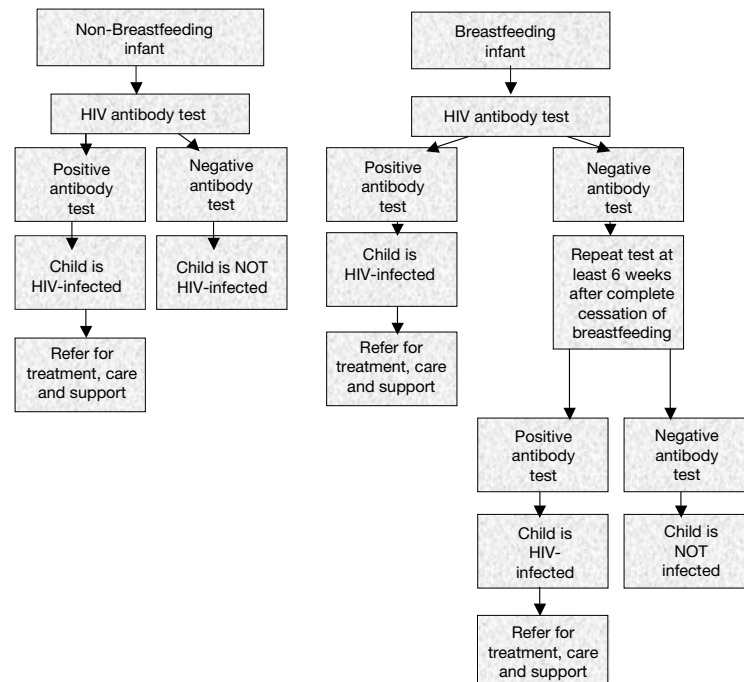 Non-Breastfeeding
infant
HIV antibody test
Positive
antibody
test
Negative
antibody
test
Child is
HIV-infected
Child is NOT
HIV-infected
Refer for
treatment, care
and support
Breastfeeding
infant
HIV antibody test
Positive
antibody
test
Negative
antibody
test
Child is
HIV-infected
Repeat test at
least 6 weeks
after complete
cessation of
breastfeeding
Refer for
treatment, care
and support
Positive
antibody
test
Negative
antibody
test
Child is
HIV-
infected
Child is
NOT
infected
Refer for
treatment, care
and support